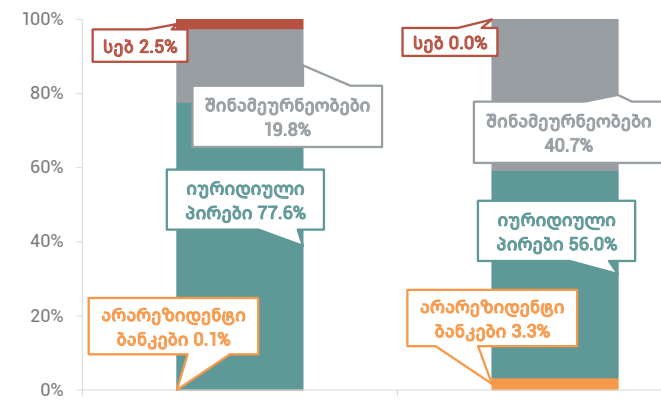 100%
80%
60%
40%
20%
0%
სებ 2.5%
შინამეურნეობები
19.8%
იურიდიული
პირები 77.6%
არარეზიდენტი
ბანკები 0.1%
სებ 0.0%
შინამეურნეობები
40.7%
იურიდიული
პირები 56.0%
არარეზიდენტი
ბანკები 3.3%